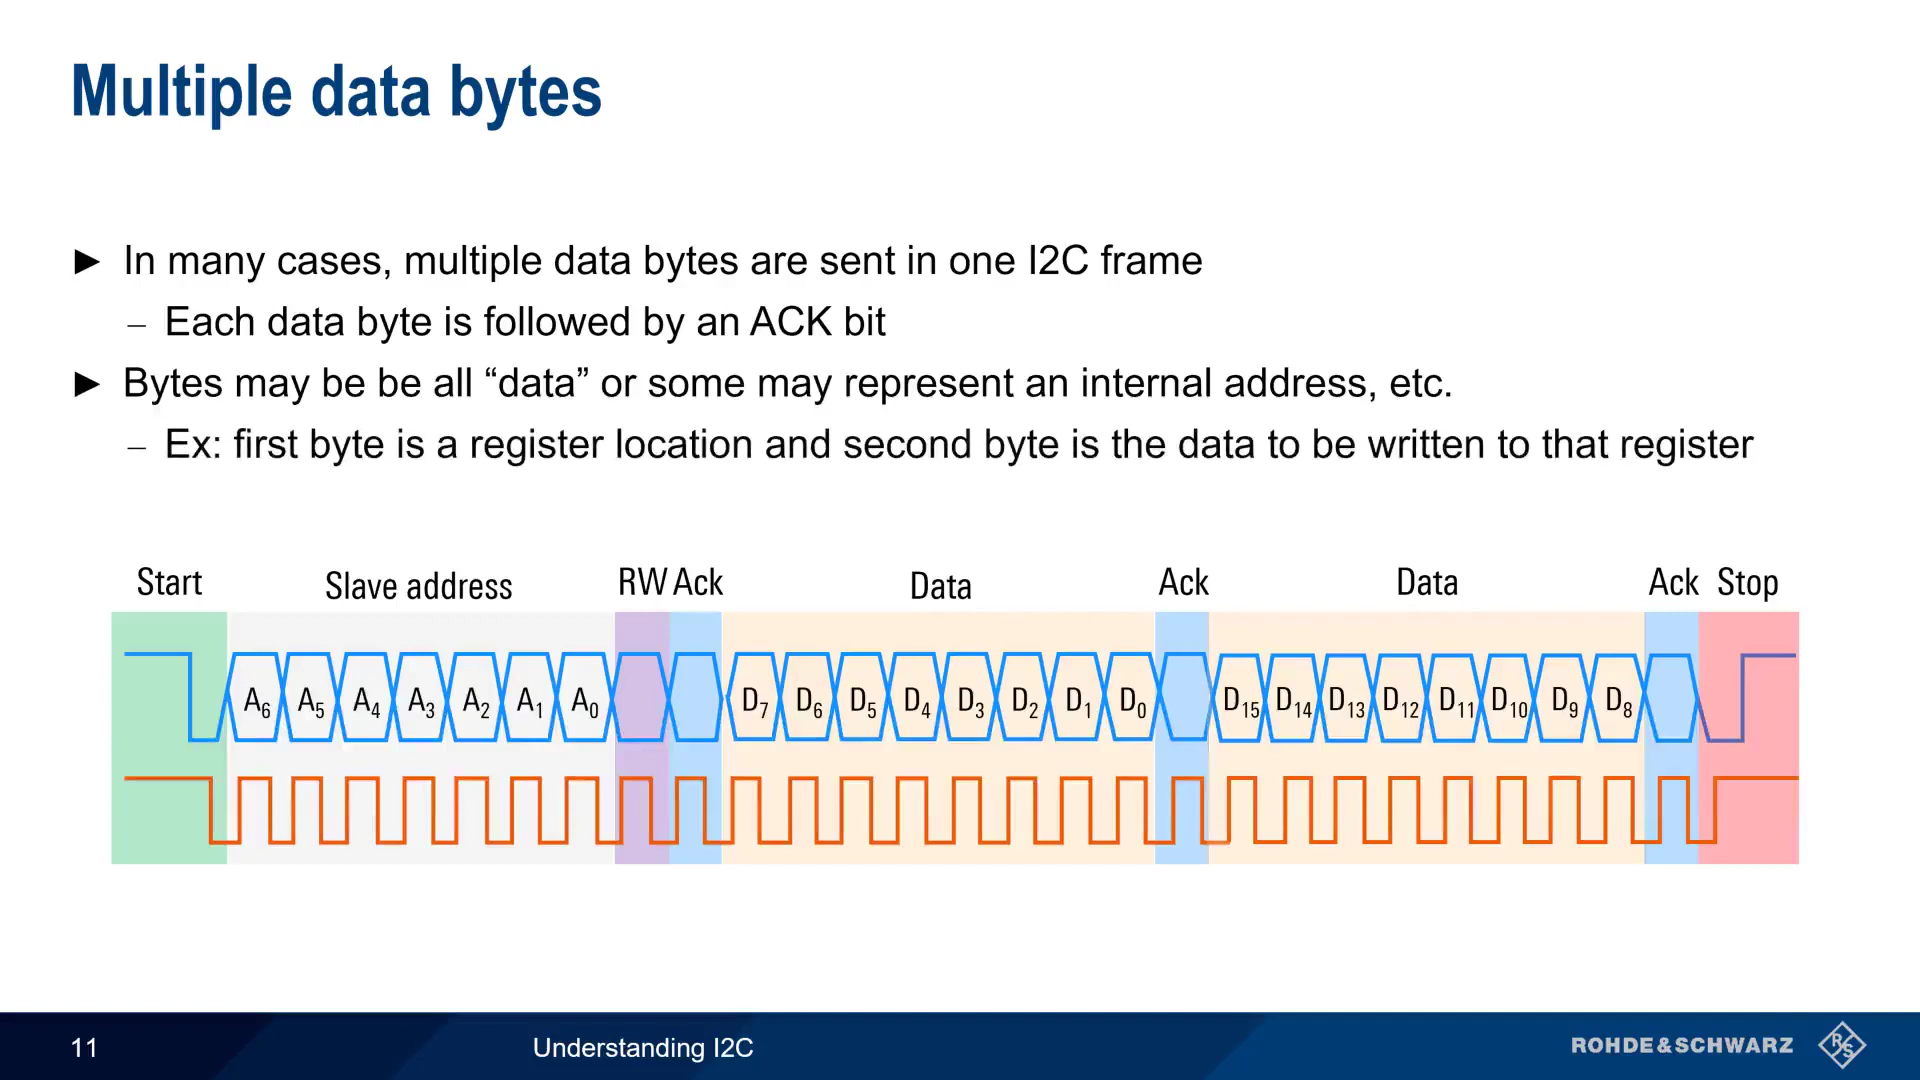 Multiple data bytes
► In many cases, multiple data bytes are sent in one I2C frame
– Each data byte is followed by an ACK bit
► Bytes may be be all “data” or some may represent an internal address, etc.
– Ex: first byte is a register location and second byte is the data to be written to that register
Start Slave address RW Ack Data Ack Data Ack Stop
A6 A5 A4 A3 A2 A1 A0 D7 D6 D5 D4 D3 D2 D1 D0 D15 D14 D13 D12 D11 D10 D9 D8
11 Understanding I2C ROHDE&SCHWARZ RS